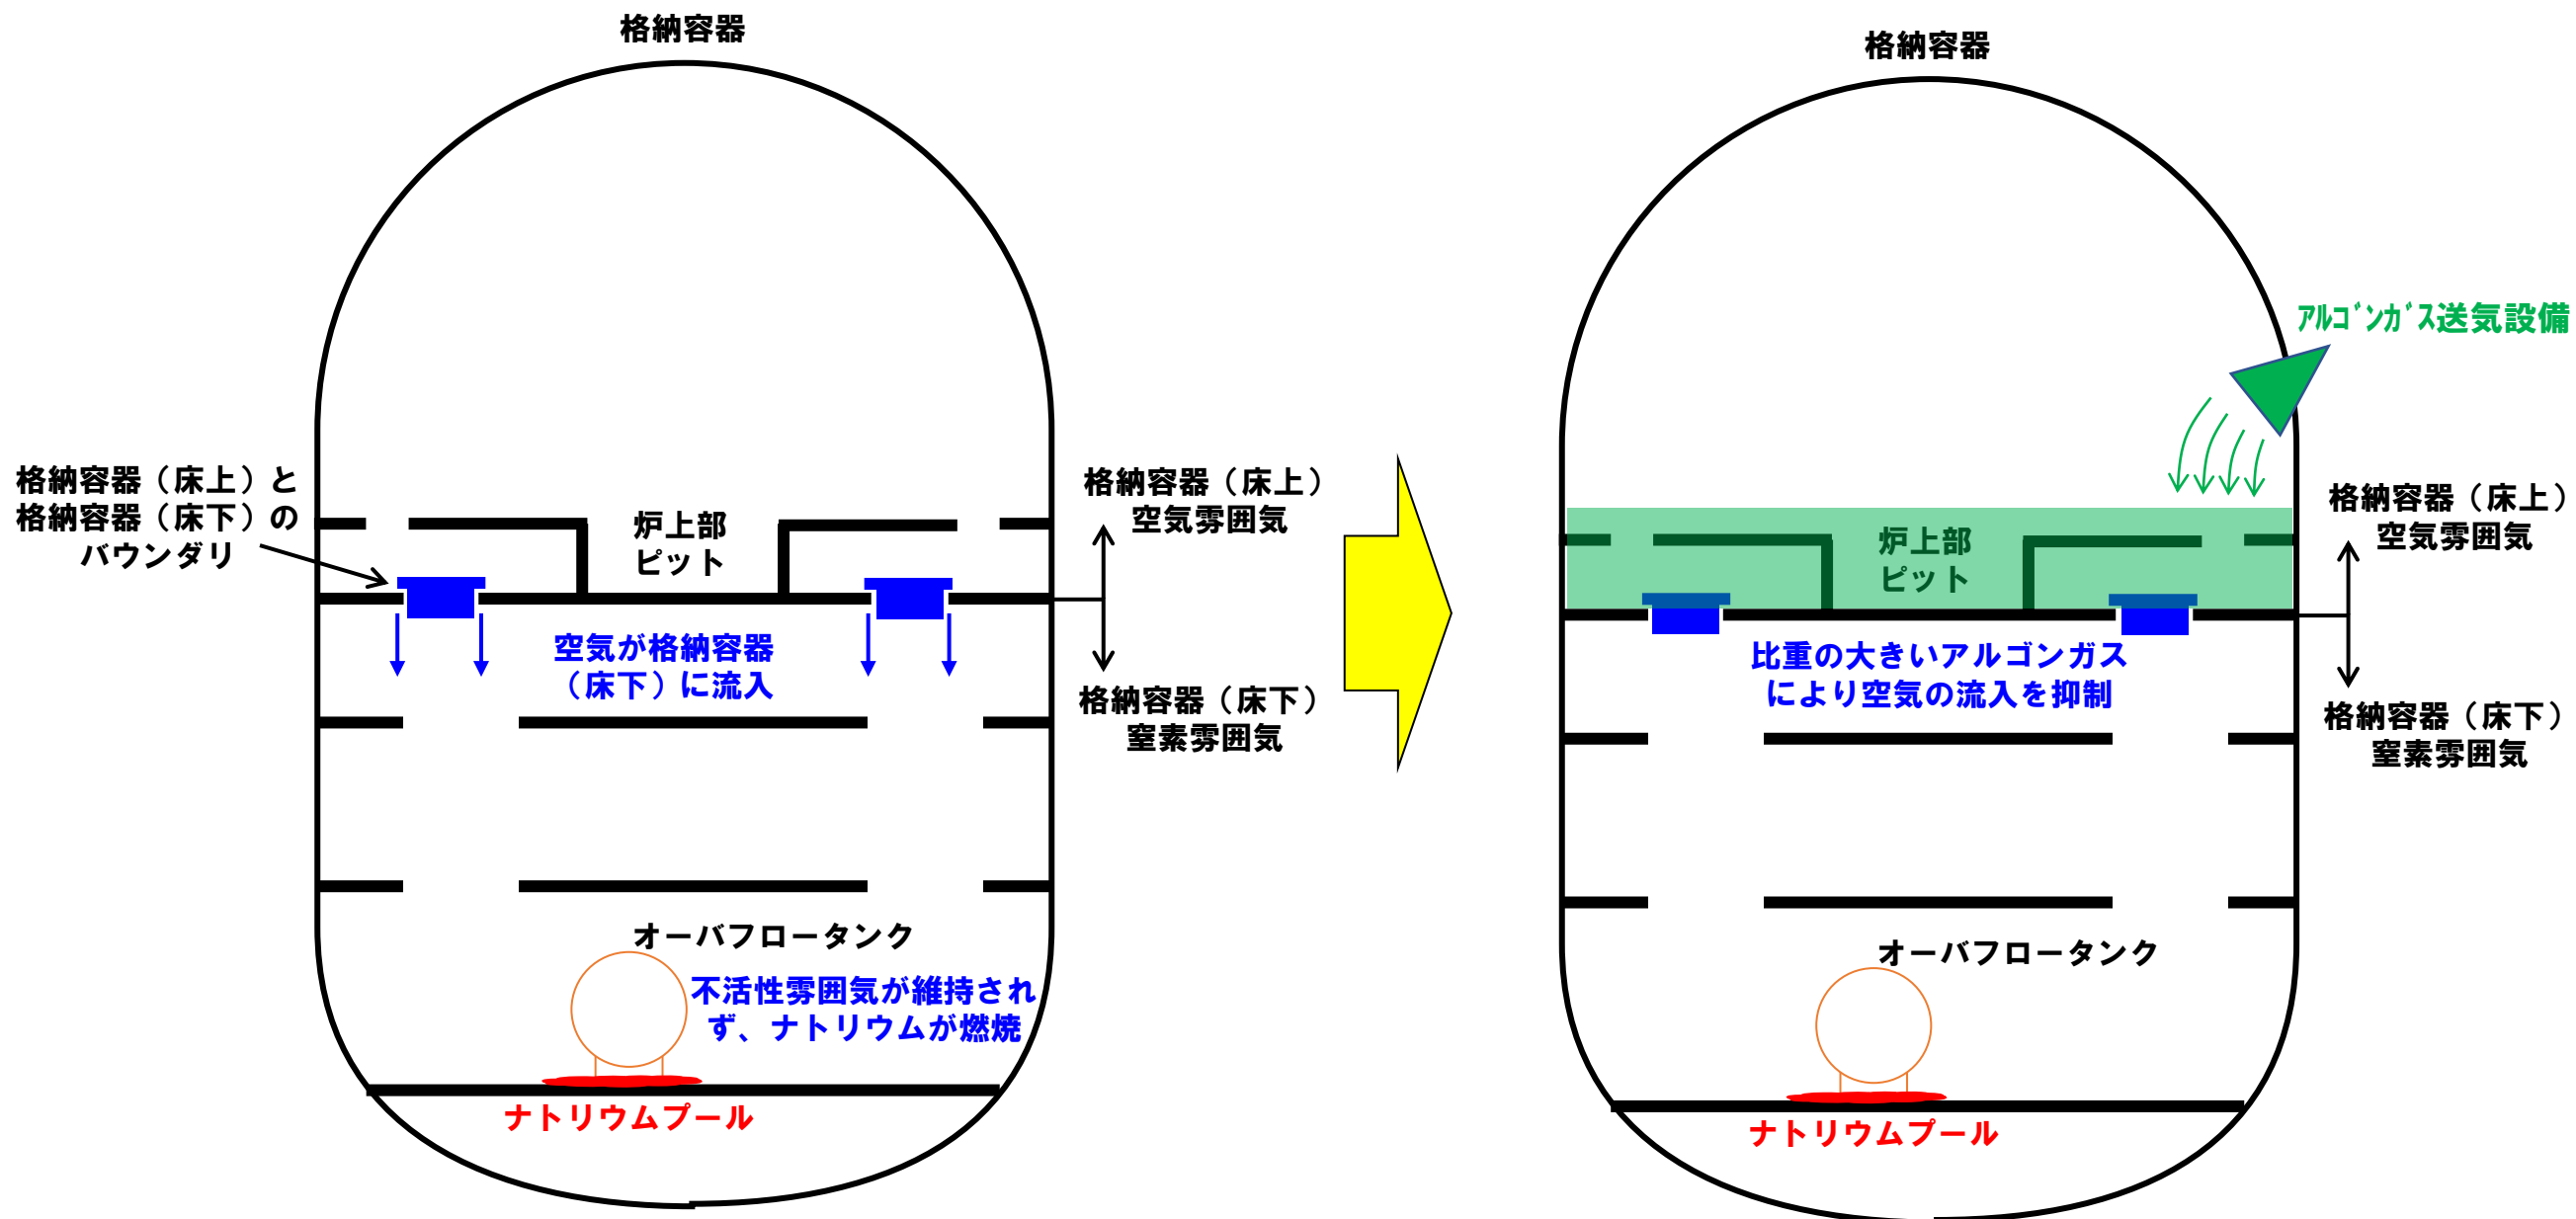 格納容器
格納容器（床上）と
格納容器（床下）の
バウンダリ
炉上部
ピット
格納容器（床上）
空気雰囲気
空気が格納容器
（床下）に流入
格納容器（床下）
窒素雰囲気
オーバフロータンク
不活性雰囲気が維持され
ず、ナトリウムが燃焼
ナトリウムプール
格納容器
ｱﾙｺﾞﾝｶﾞｽ送気設備
格納容器（床上）
空気雰囲気
炉上部
ピット
比重の大きいアルゴンガス
により空気の流入を抑制
格納容器（床下）
窒素雰囲気
オーバフロータンク
ナトリウムプール